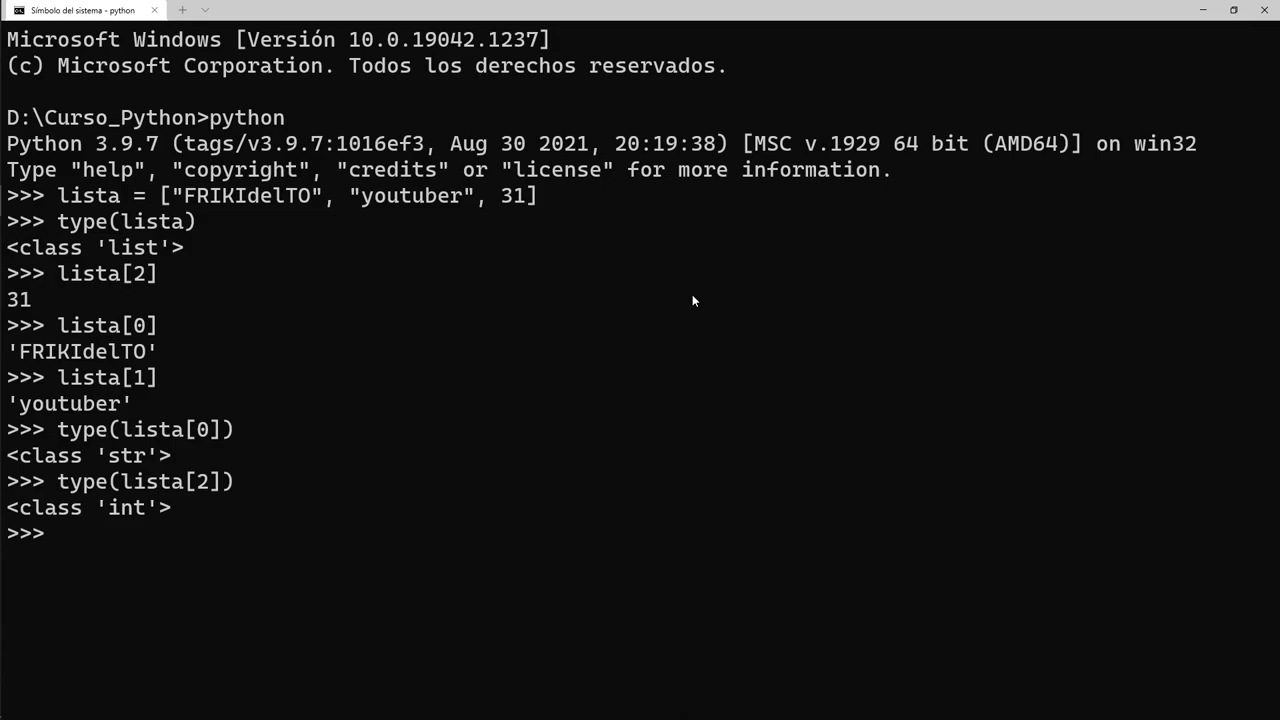 Símbolo del sistema - python
Microsoft Windows [Versión 10.0.19042.1237]
(c) Microsoft Corporation. Todos los derechos reservados.
D:\Curso_Python>python
Python 3.9.7 (tags/v3.9.7:1016ef3, Aug 30 2021, 20:19:38) [MSC v.1929 64 bit (AMD64)] on win32
Type "help", "copyright", "credits" or "license" for more information.
>>> lista = ["FRIKIdelTO", "youtuber", 31]
>>> type(lista)
<class 'list'>
>>> lista[2]
31
>>> lista[0]
'FRIKIdelTO'
>>> lista[1]
'youtuber'
>>> type(lista[0])
<class 'str'>
>>> type(lista[2])
<class 'int'>
>>>